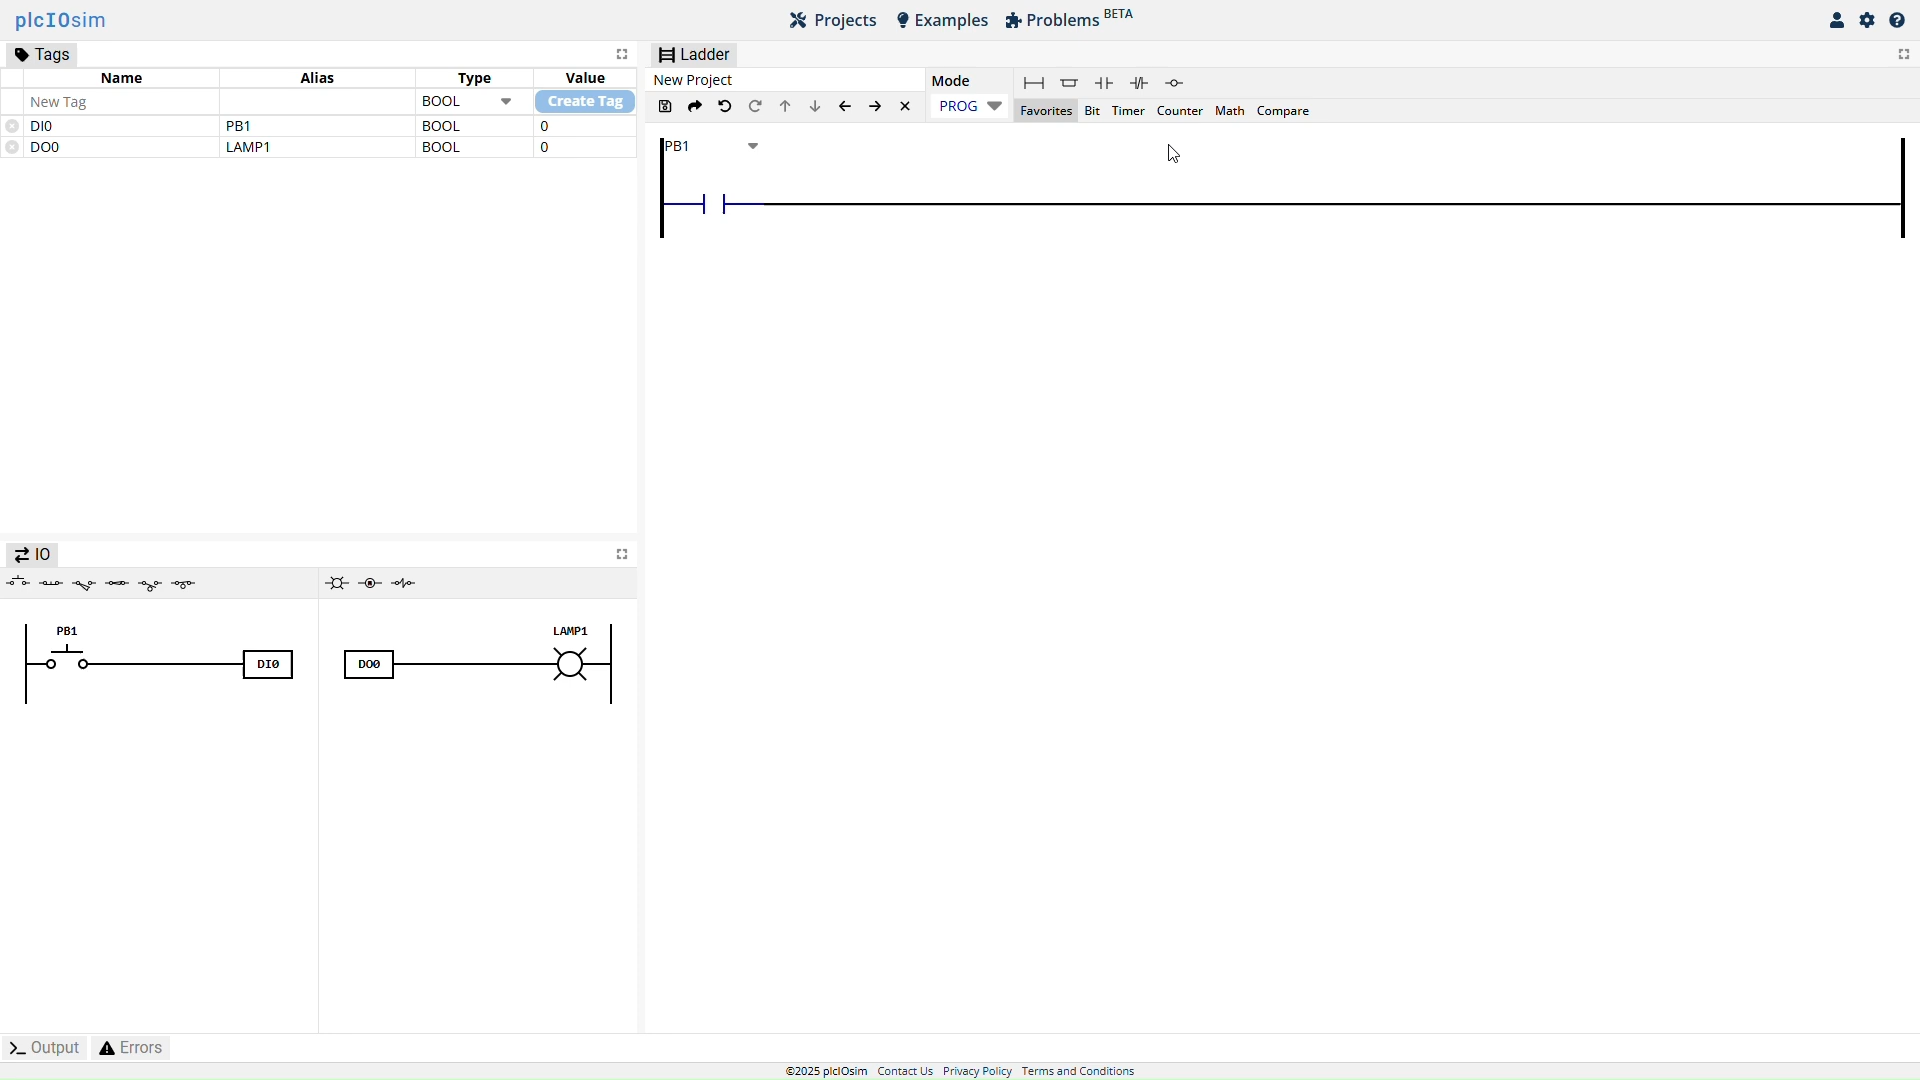 plcIOsim
Projects
Examples
Problems BETA
Tags
Name Alias Type Value
New Tag BOOL Create Tag
DI0 PB1 BOOL 0
DO0 LAMP1 BOOL 0
IO
PB1
DI0
LAMP1
DO0
Ladder
New Project
Mode
PROG
Favorites Bit Timer Counter Math Compare
PB1
Output
Errors
©2025 plcIOsim Contact Us Privacy Policy Terms and Conditions